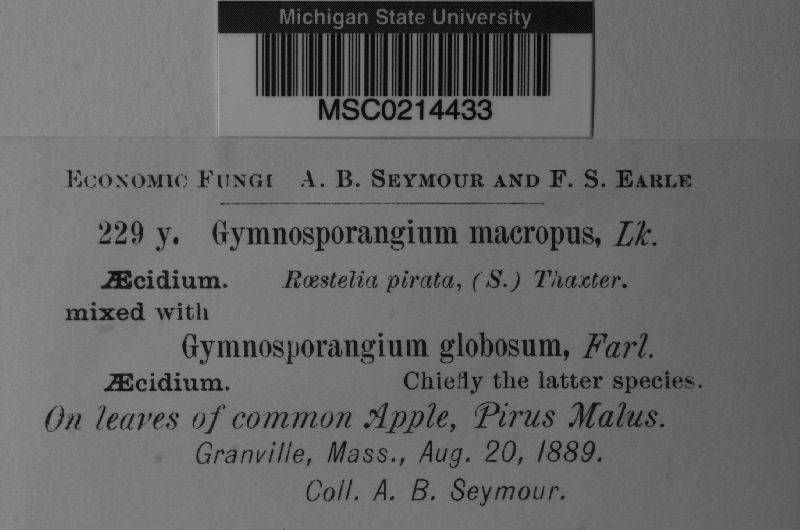 Michigan State University
MSC0214433
Economic Fungi A. B. Seymour and F. S. Earle
229 y. Gymnosporangium macropus, Lk.
Æcidium. Rœstelia pirata, (S.) Thaxter.
mixed with
Gymnosporangium globosum, Farl.
Æcidium. Chiefly the latter species.
On leaves of common Apple, Pirus Malus.
Granville, Mass., Aug. 20, 1889.
Coll. A. B. Seymour.